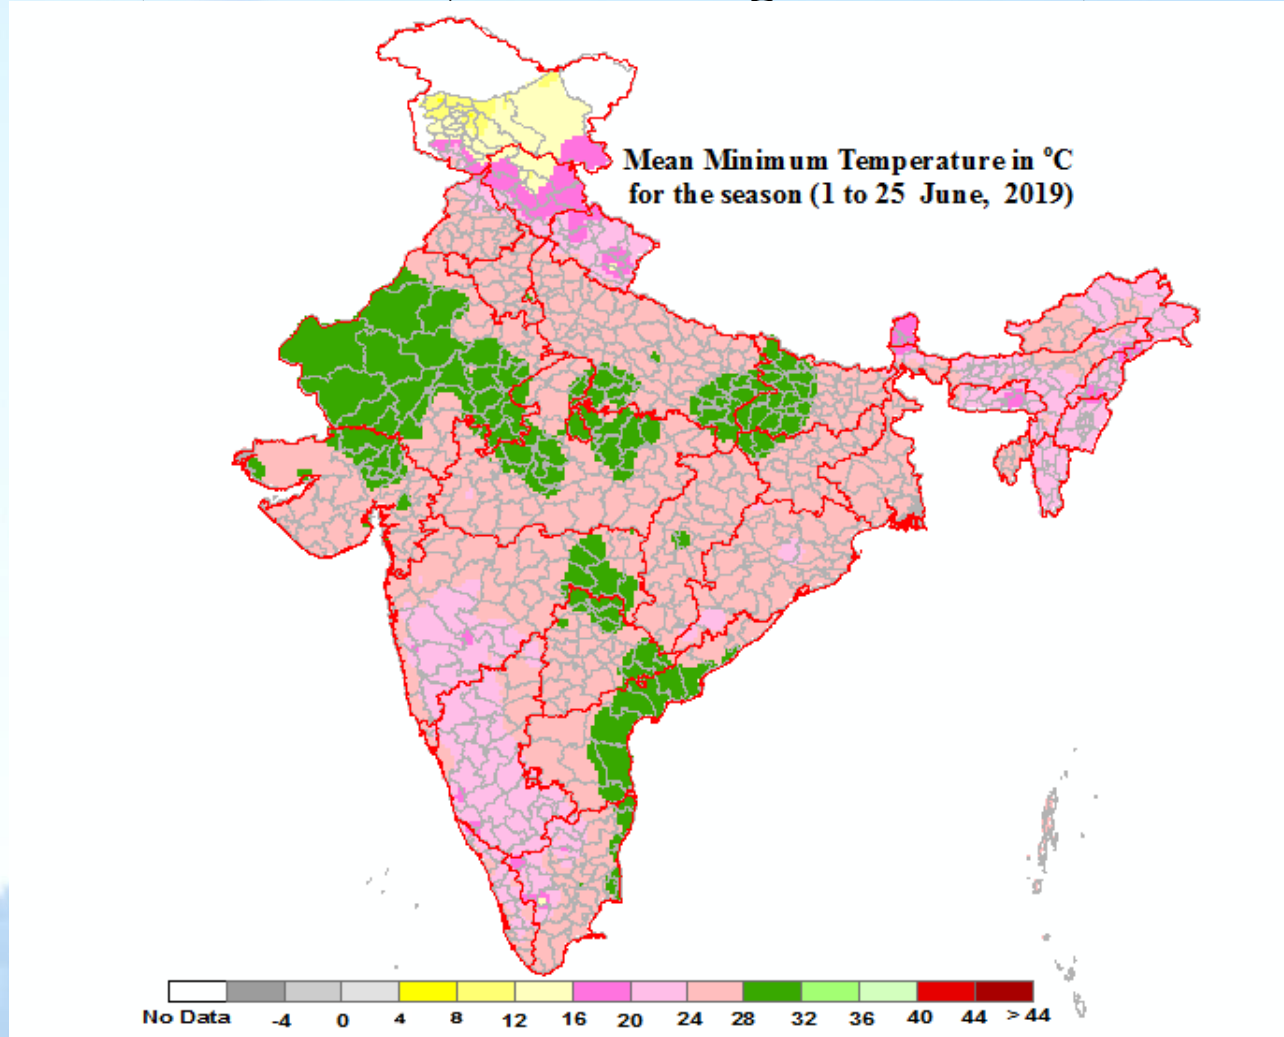 Mean Minimum Temperature in °C
for the season (1 to 25 June, 2019)
No Data -4 0 4 8 12 16 20 24 28 32 36 40 44 > 44